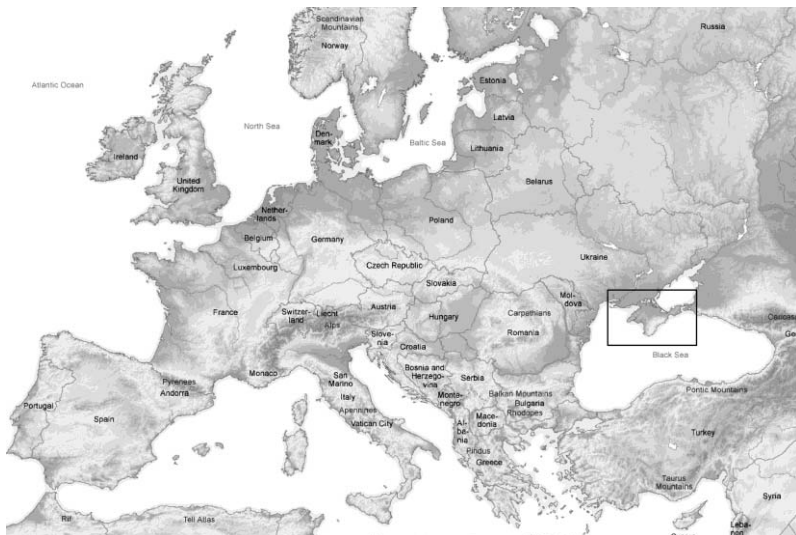 Scandinavian
Mountains
Norway
Russia
Atlantic Ocean
Estonia
North Sea
Latvia
Den-
mark
Baltic Sea
Lithuania
Ireland
United
Kingdom
Belarus
Nether-
lands
Poland
Belgium
Germany
Ukraine
Czech Republic
Luxembourg
Slovakia
Mol-
dova
Austria
France
Switzer-
land
Liecht.
Hungary
Carpathians
Alps
Romania
Slove-
nia
Croatia
Caucasus
Black Sea
Bosnia and
Herzego-
vina
Serbia
Monaco
San
Marino
Pyrenees
Andorra
Pontic Mountains
Italy
Monte-
negro
Balkan Mountains
Bulgaria
Portugal
Spain
Apennines
Rhodopes
Mace-
donia
Vatican City
Al-
ba-
nia
Turkey
Pindus
Greece
Taurus
Mountains
Syria
Rif
Tell Atlas
Leba-
non